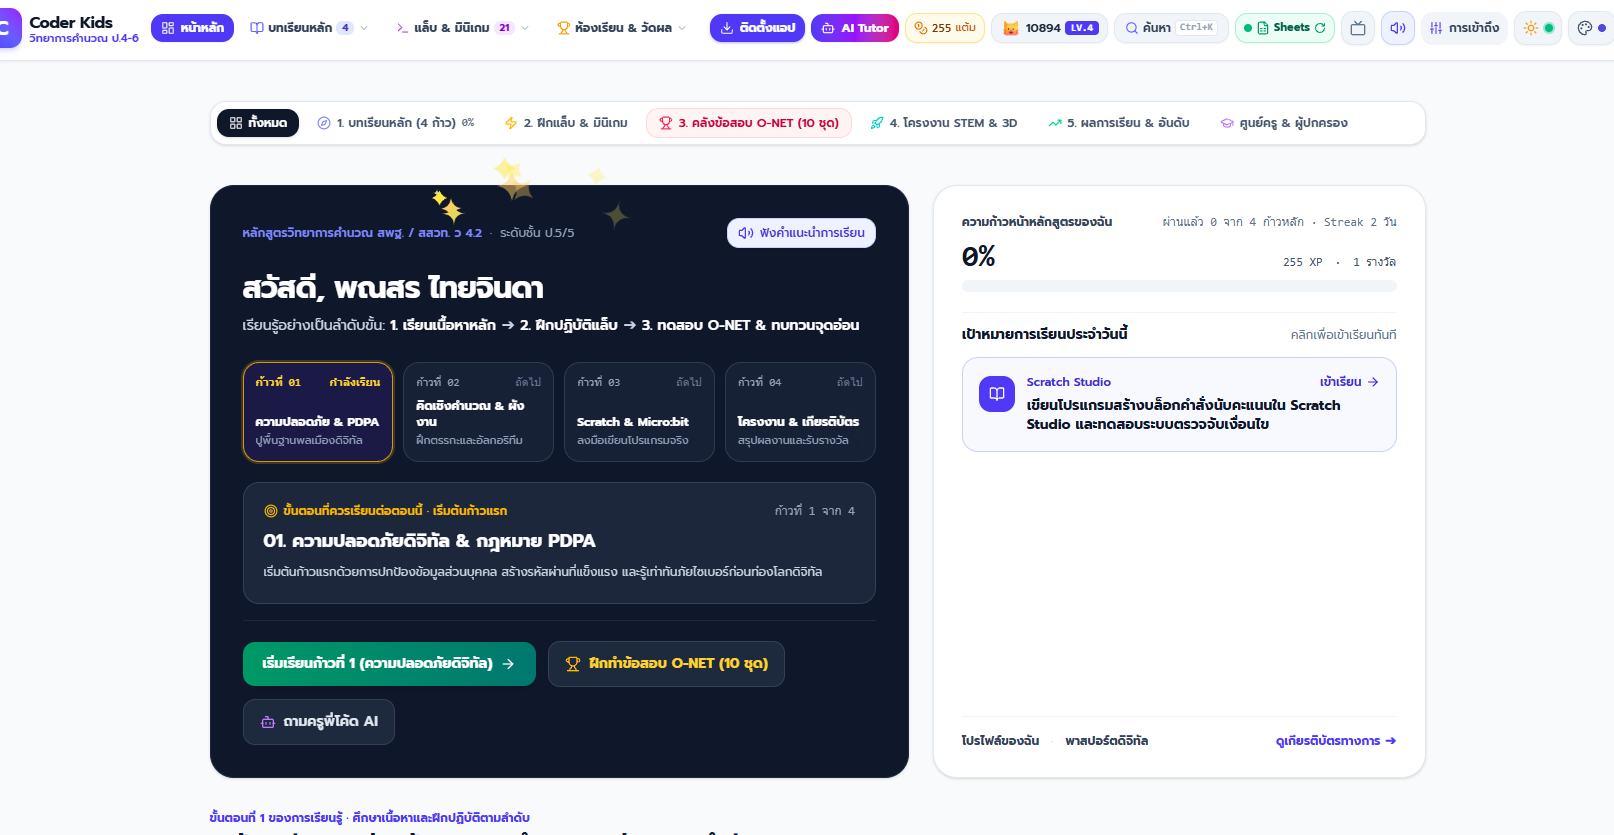 C
Coder Kids
วิทยาการคำนวณ ป.4-6
หน้าหลัก
บทเรียนหลัก 4
แล็บ & มินิเกม 21
ห้องเรียน & วัดผล
ติดตั้งแอป
AI Tutor
255 แต้ม
10894 LV.4
ค้นหา Ctrl+K
Sheets
การเข้าถึง
ทั้งหมด
1. บทเรียนหลัก (4 ก้าว) 0%
2. ฝึกแล็บ & มินิเกม
3. คลังข้อสอบ O-NET (10 ชุด)
4. โครงงาน STEM & 3D
5. ผลการเรียน & อันดับ
ศูนย์ครู & ผู้ปกครอง
หลักสูตรวิทยาการคำนวณ สพฐ. / สสวท. ว 4.2 · ระดับชั้น ป.5/5
ฟังคำแนะนำการเรียน
สวัสดี, พณสร ไทยจินดา
เรียนรู้อย่างเป็นลำดับขั้น: 1. เรียนเนื้อหาหลัก → 2. ฝึกปฏิบัติแล็บ → 3. ทดสอบ O-NET & ทบทวนจุดอ่อน
ก้าวที่ 01 กำลังเรียน
ความปลอดภัย & PDPA
ปูพื้นฐานพลเมืองดิจิทัล
ก้าวที่ 02 ถัดไป
คิดเชิงคำนวณ & ผัง
งาน
ฝึกตรรกะและอัลกอริทึม
ก้าวที่ 03 ถัดไป
Scratch & Micro:bit
ลงมือเขียนโปรแกรมจริง
ก้าวที่ 04 ถัดไป
โครงงาน & เกียรติบัตร
สรุปผลงานและรับรางวัล
ขั้นตอนที่ควรเรียนต่อตอนนี้ · เริ่มต้นก้าวแรก
ก้าวที่ 1 จาก 4
01. ความปลอดภัยดิจิทัล & กฎหมาย PDPA
เริ่มต้นก้าวแรกด้วยการปกป้องข้อมูลส่วนบุคคล สร้างรหัสผ่านที่แข็งแรง และรู้เท่าทันภัยไซเบอร์ก่อนท่องโลกดิจิทัล
เริ่มเรียนก้าวที่ 1 (ความปลอดภัยดิจิทัล) →
ฝึกทำข้อสอบ O-NET (10 ชุด)
ถามครูพี่โค้ด AI
ความก้าวหน้าหลักสูตรของฉัน
ผ่านแล้ว 0 จาก 4 ก้าวหลัก · Streak 2 วัน
0%
255 XP · 1 รางวัล
เป้าหมายการเรียนประจำวันนี้
คลิกเพื่อเข้าเรียนทันที
Scratch Studio
เข้าเรียน →
เขียนโปรแกรมสร้างบล็อกคำสั่งนับคะแนนใน Scratch
Studio และทดสอบระบบตรวจจับเงื่อนไข
โปรไฟล์ของฉัน · พาสปอร์ตดิจิทัล
ดูเกียรติบัตรทางการ →
ขั้นตอนที่ 1 ของการเรียนรู้ · ศึกษาเนื้อหาและฝึกปฏิบัติตามลำดับ